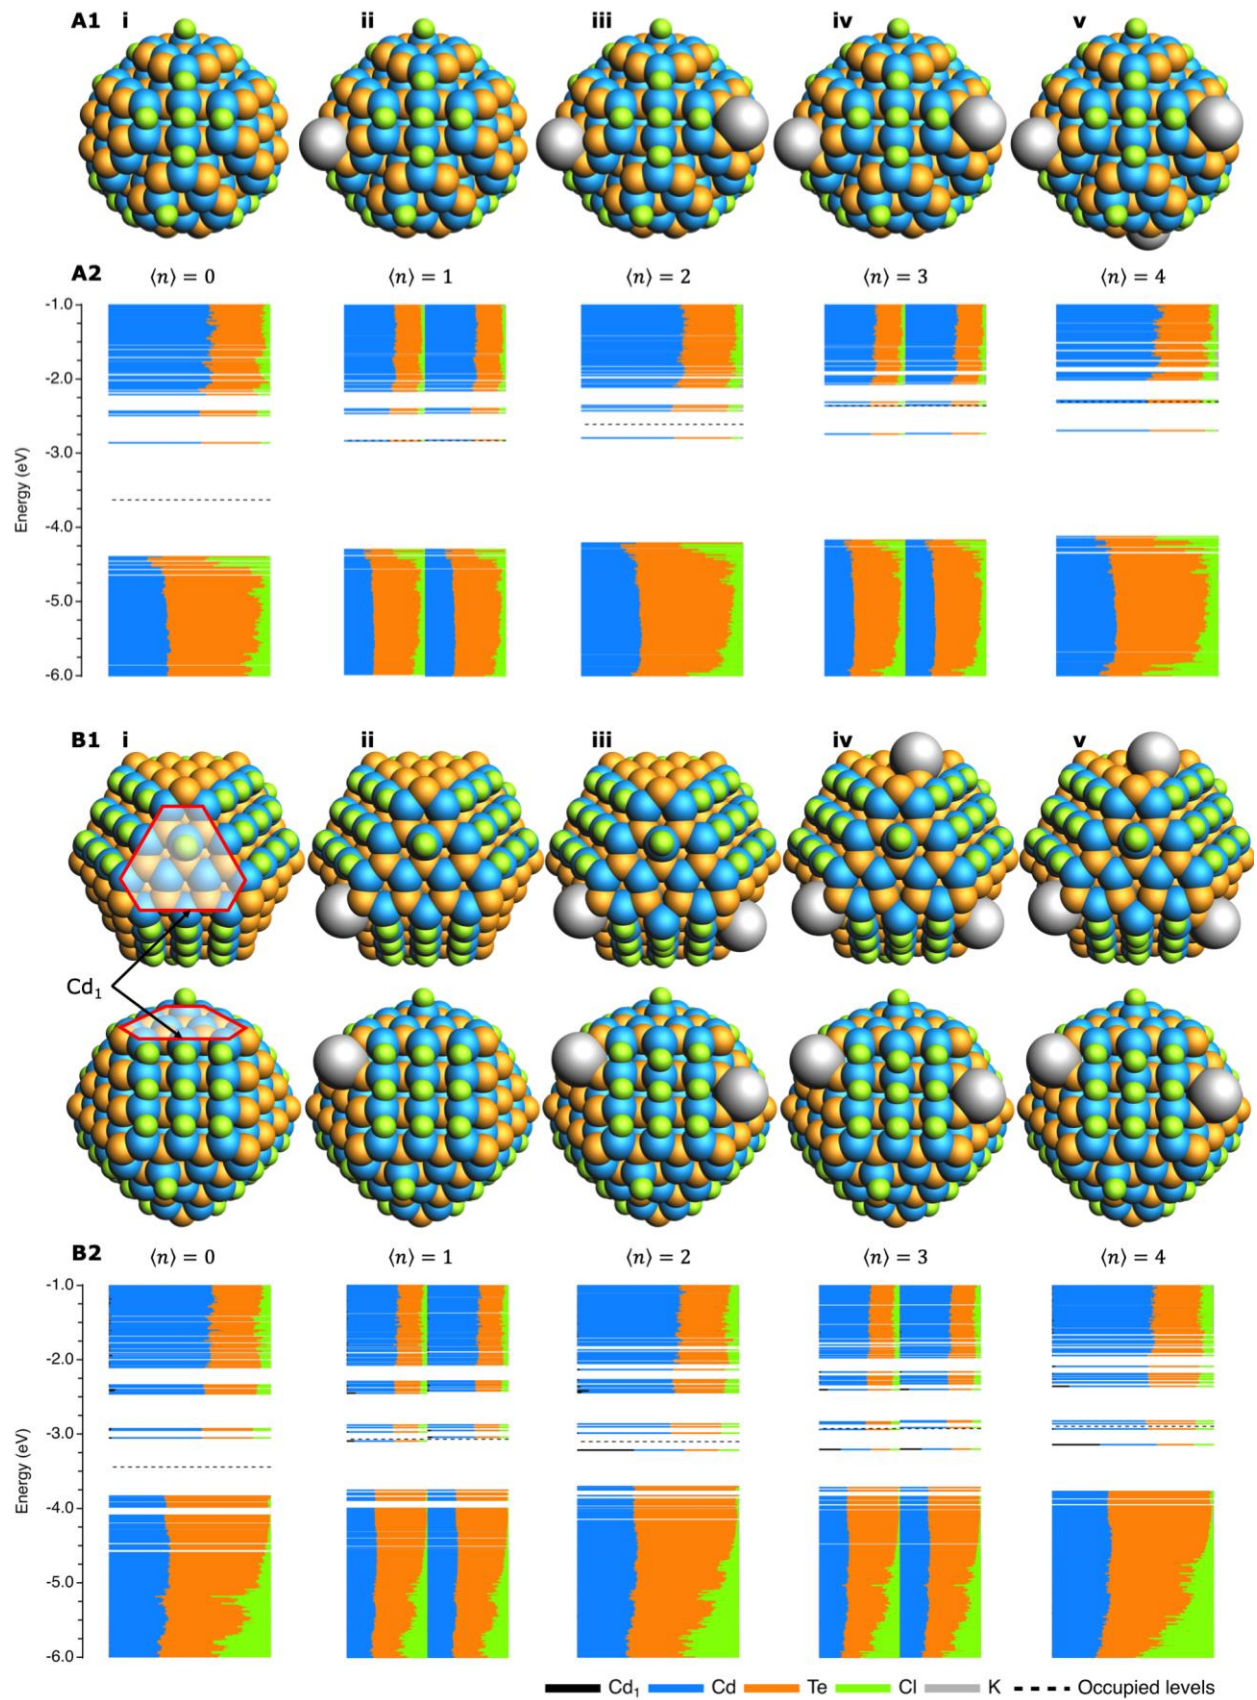 A1 i ii iii iv v
A2 ⟨n⟩ = 0 ⟨n⟩ = 1 ⟨n⟩ = 2 ⟨n⟩ = 3 ⟨n⟩ = 4
-1.0
-2.0
-3.0
-4.0
-5.0
-6.0
Energy (eV)
B1 i ii iii iv v
Cd₁
B2 ⟨n⟩ = 0 ⟨n⟩ = 1 ⟨n⟩ = 2 ⟨n⟩ = 3 ⟨n⟩ = 4
-1.0
-2.0
-3.0
-4.0
-5.0
-6.0
Energy (eV)
Cd₁ Cd Te Cl K Occupied levels